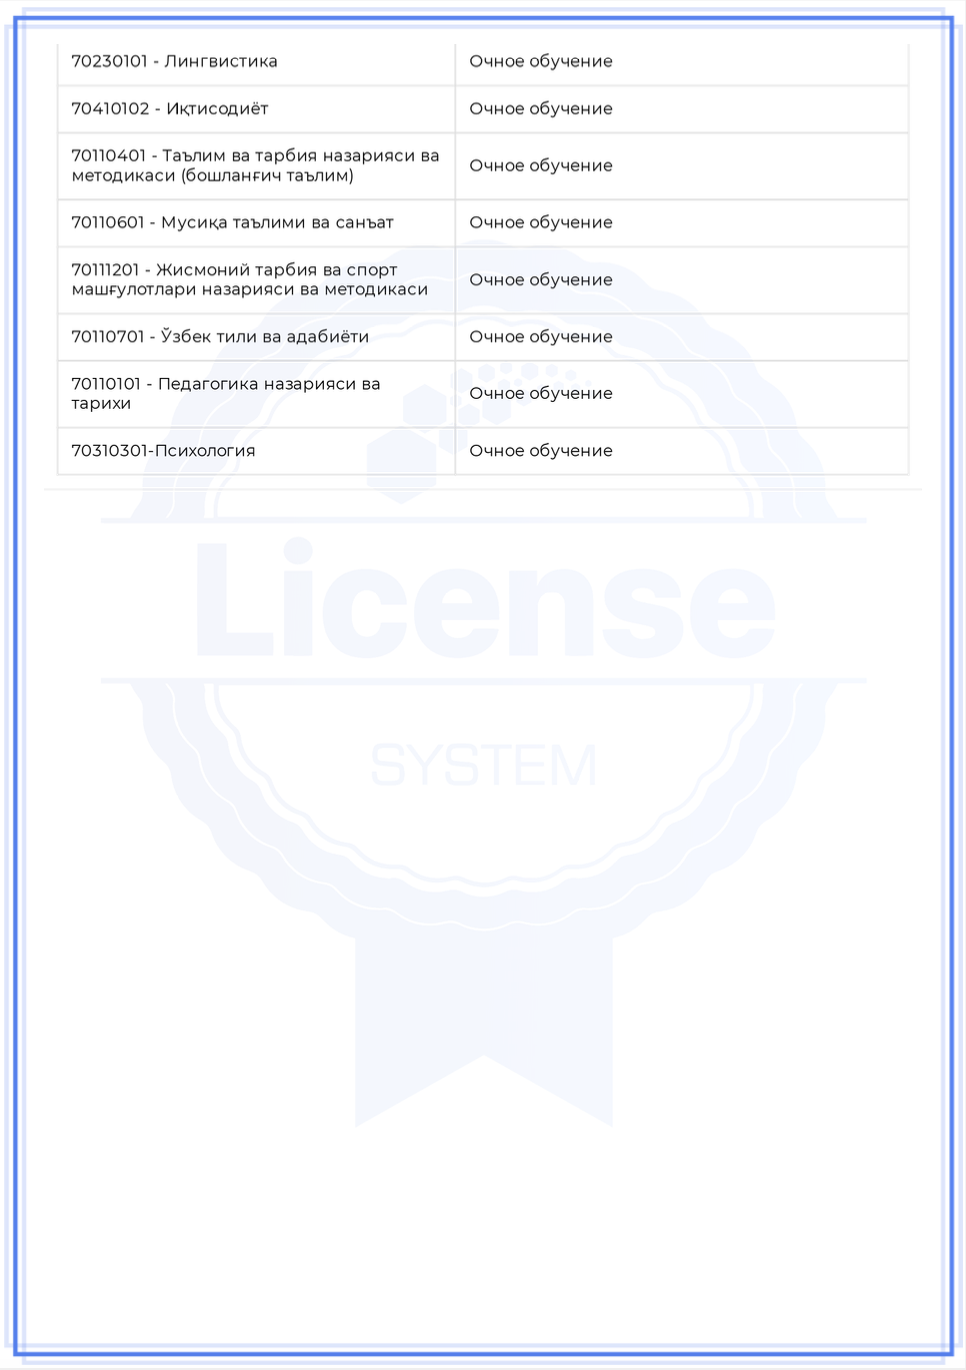 70230101 - Лингвистика
Очное обучение
70410102 - Иқтисодиёт
Очное обучение
70110401 - Таълим ва тарбия назарияси ва
методикаси (бошланғич таълим)
Очное обучение
70110601 - Мусиқа таълими ва санъат
Очное обучение
70111201 - Жисмоний тарбия ва спорт
машғулотлари назарияси ва методикаси
Очное обучение
70110701 - Ўзбек тили ва адабиёти
Очное обучение
70110101 - Педагогика назарияси ва
тарихи
Очное обучение
70310301-Психология
Очное обучение
License
SYSTEM